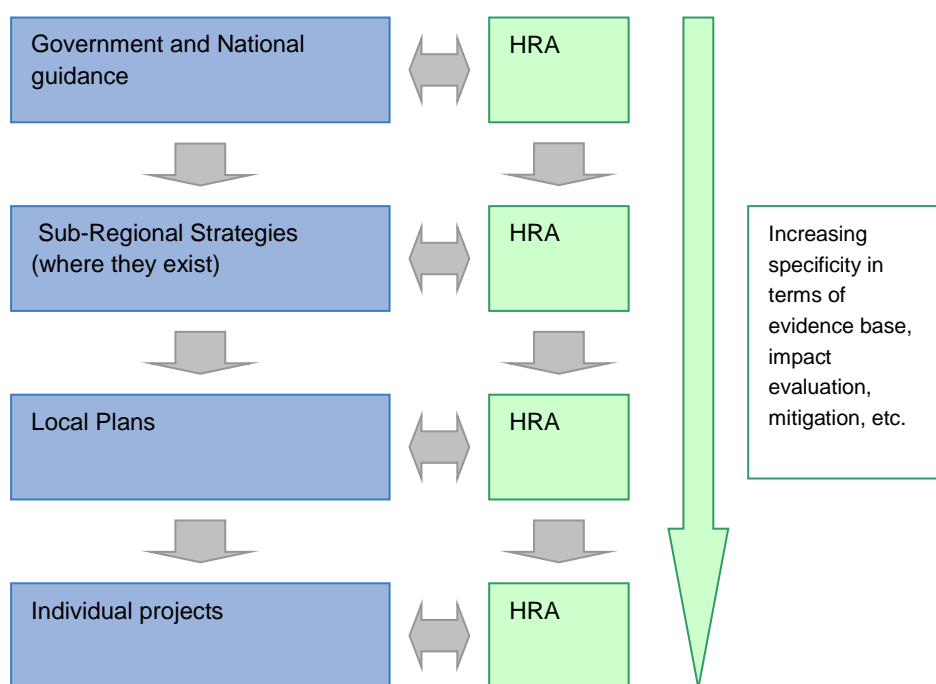 Government and National
guidance
HRA
Sub-Regional Strategies
(where they exist)
HRA
Increasing
specificity in
terms of
evidence base,
impact
evaluation,
mitigation, etc.
Local Plans
HRA
Individual projects
HRA